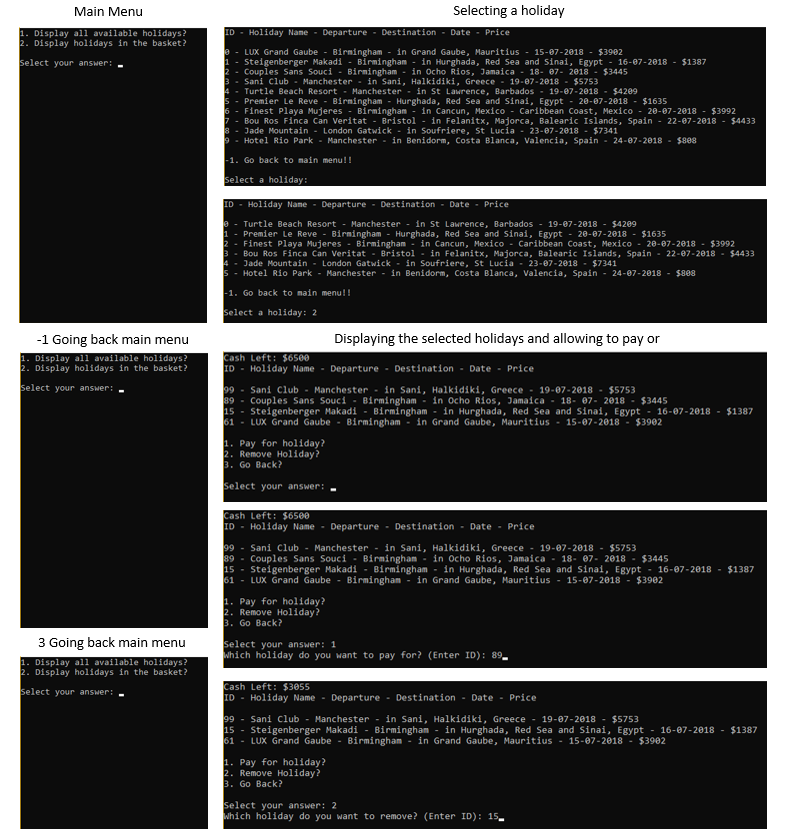 Main Menu
1. Display all available holidays?
2. Display holidays in the basket?
Select your answer:
Selecting a holiday
ID - Holiday Name - Departure - Destination - Date - Price
0 - LUX Grand Gaube - Birmingham - in Grand Gaube, Mauritius - 15-07-2018 - $3902
1 - Steigenberger Makadi - Birmingham - in Hurghada, Red Sea and Sinai, Egypt - 16-07-2018 - $1387
2 - Couples Sans Souci - Birmingham - in Ocho Rios, Jamaica - 18- 07- 2018 - $3445
3 - Sani Club - Manchester - in Sani, Halkidiki, Greece - 19-07-2018 - $5753
4 - Turtle Beach Resort - Manchester - in St Lawrence, Barbados - 19-07-2018 - $4209
5 - Premier Le Reve - Birmingham - Hurghada, Red Sea and Sinai, Egypt - 20-07-2018 - $1635
6 - Finest Playa Mujeres - Birmingham - in Cancun, Mexico - Caribbean Coast, Mexico - 20-07-2018 - $3992
7 - Bou Ros Finca Can Veritat - Bristol - in Felanitx, Majorca, Balearic Islands, Spain - 22-07-2018 - $4433
8 - Jade Mountain - London Gatwick - in Soufriere, St Lucia - 23-07-2018 - $7341
9 - Hotel Rio Park - Manchester - in Benidorm, Costa Blanca, Valencia, Spain - 24-07-2018 - $808
-1. Go back to main menu!!
Select a holiday:
ID - Holiday Name - Departure - Destination - Date - Price
0 - Turtle Beach Resort - Manchester - in St Lawrence, Barbados - 19-07-2018 - $4209
1 - Premier Le Reve - Birmingham - Hurghada, Red Sea and Sinai, Egypt - 20-07-2018 - $1635
2 - Finest Playa Mujeres - Birmingham - in Cancun, Mexico - Caribbean Coast, Mexico - 20-07-2018 - $3992
3 - Bou Ros Finca Can Veritat - Bristol - in Felanitx, Majorca, Balearic Islands, Spain - 22-07-2018 - $4433
4 - Jade Mountain - London Gatwick - in Soufriere, St Lucia - 23-07-2018 - $7341
5 - Hotel Rio Park - Manchester - in Benidorm, Costa Blanca, Valencia, Spain - 24-07-2018 - $808
-1. Go back to main menu!!
Select a holiday: 2
-1 Going back main menu
1. Display all available holidays?
2. Display holidays in the basket?
Select your answer:
Displaying the selected holidays and allowing to pay or
Cash Left: $6500
ID - Holiday Name - Departure - Destination - Date - Price
99 - Sani Club - Manchester - in Sani, Halkidiki, Greece - 19-07-2018 - $5753
89 - Couples Sans Souci - Birmingham - in Ocho Rios, Jamaica - 18- 07- 2018 - $3445
15 - Steigenberger Makadi - Birmingham - in Hurghada, Red Sea and Sinai, Egypt - 16-07-2018 - $1387
61 - LUX Grand Gaube - Birmingham - in Grand Gaube, Mauritius - 15-07-2018 - $3902
1. Pay for holiday?
2. Remove Holiday?
3. Go Back?
Select your answer:
Cash Left: $6500
ID - Holiday Name - Departure - Destination - Date - Price
99 - Sani Club - Manchester - in Sani, Halkidiki, Greece - 19-07-2018 - $5753
89 - Couples Sans Souci - Birmingham - in Ocho Rios, Jamaica - 18- 07- 2018 - $3445
15 - Steigenberger Makadi - Birmingham - in Hurghada, Red Sea and Sinai, Egypt - 16-07-2018 - $1387
61 - LUX Grand Gaube - Birmingham - in Grand Gaube, Mauritius - 15-07-2018 - $3902
1. Pay for holiday?
2. Remove Holiday?
3. Go Back?
Select your answer: 1
Which holiday do you want to pay for? (Enter ID): 89
3 Going back main menu
1. Display all available holidays?
2. Display holidays in the basket?
Select your answer:
Cash Left: $3055
ID - Holiday Name - Departure - Destination - Date - Price
99 - Sani Club - Manchester - in Sani, Halkidiki, Greece - 19-07-2018 - $5753
15 - Steigenberger Makadi - Birmingham - in Hurghada, Red Sea and Sinai, Egypt - 16-07-2018 - $1387
61 - LUX Grand Gaube - Birmingham - in Grand Gaube, Mauritius - 15-07-2018 - $3902
1. Pay for holiday?
2. Remove Holiday?
3. Go Back?
Select your answer: 2
Which holiday do you want to remove? (Enter ID): 15